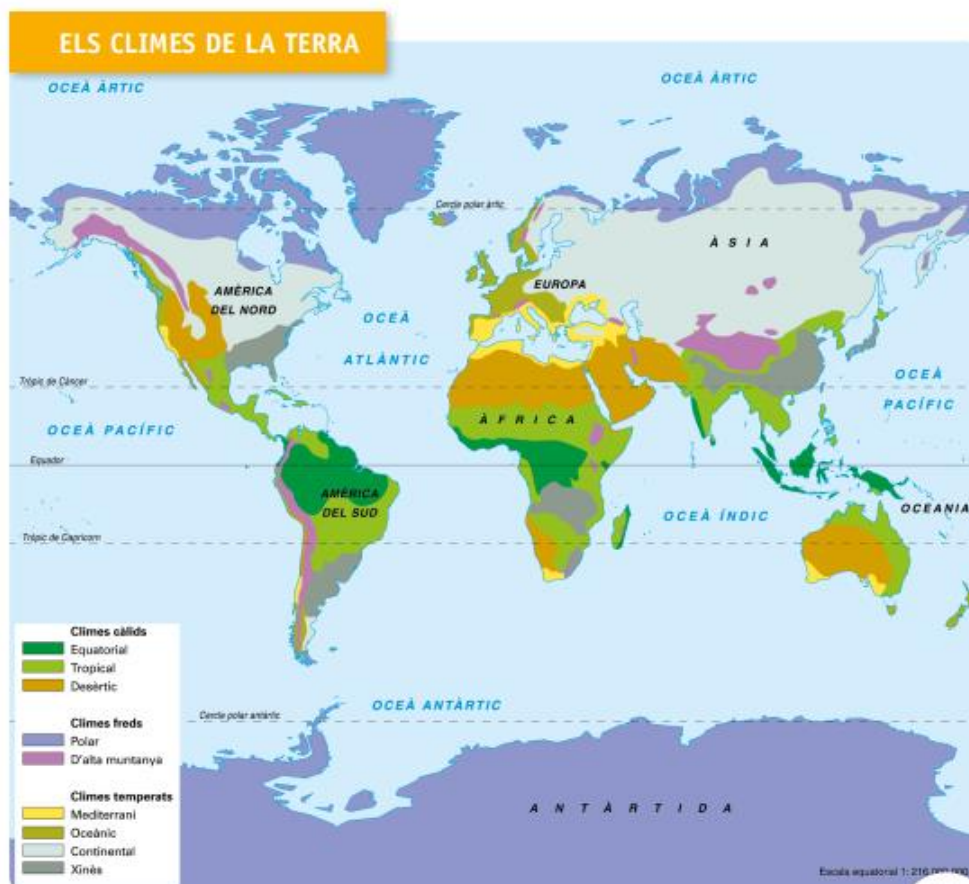 ELS CLIMES DE LA TERRA
OCEÀ ÀRTIC
OCEÀ ÀRTIC
Cercle polar àrtic
ÀSIA
EUROPA
AMÈRICA
DEL NORD
OCEÀ
ATLÀNTIC
Tròpic de Càncer
OCEÀ
PACÍFIC
ÀFRICA
OCEÀ PACÍFIC
Equador
AMÈRICA
DEL SUD
OCEANIA
OCEÀ ÍNDIC
Tròpic de Capricorn
Climes càlids
Equatorial
Tropical
Desèrtic
Climes freds
Polar
D'alta muntanya
Climes temperats
Mediterrani
Oceànic
Continental
Xinès
OCEÀ ANTÀRTIC
Cercle polar antàrtic
ANTÀRTIDA
Escala equatorial 1: 216